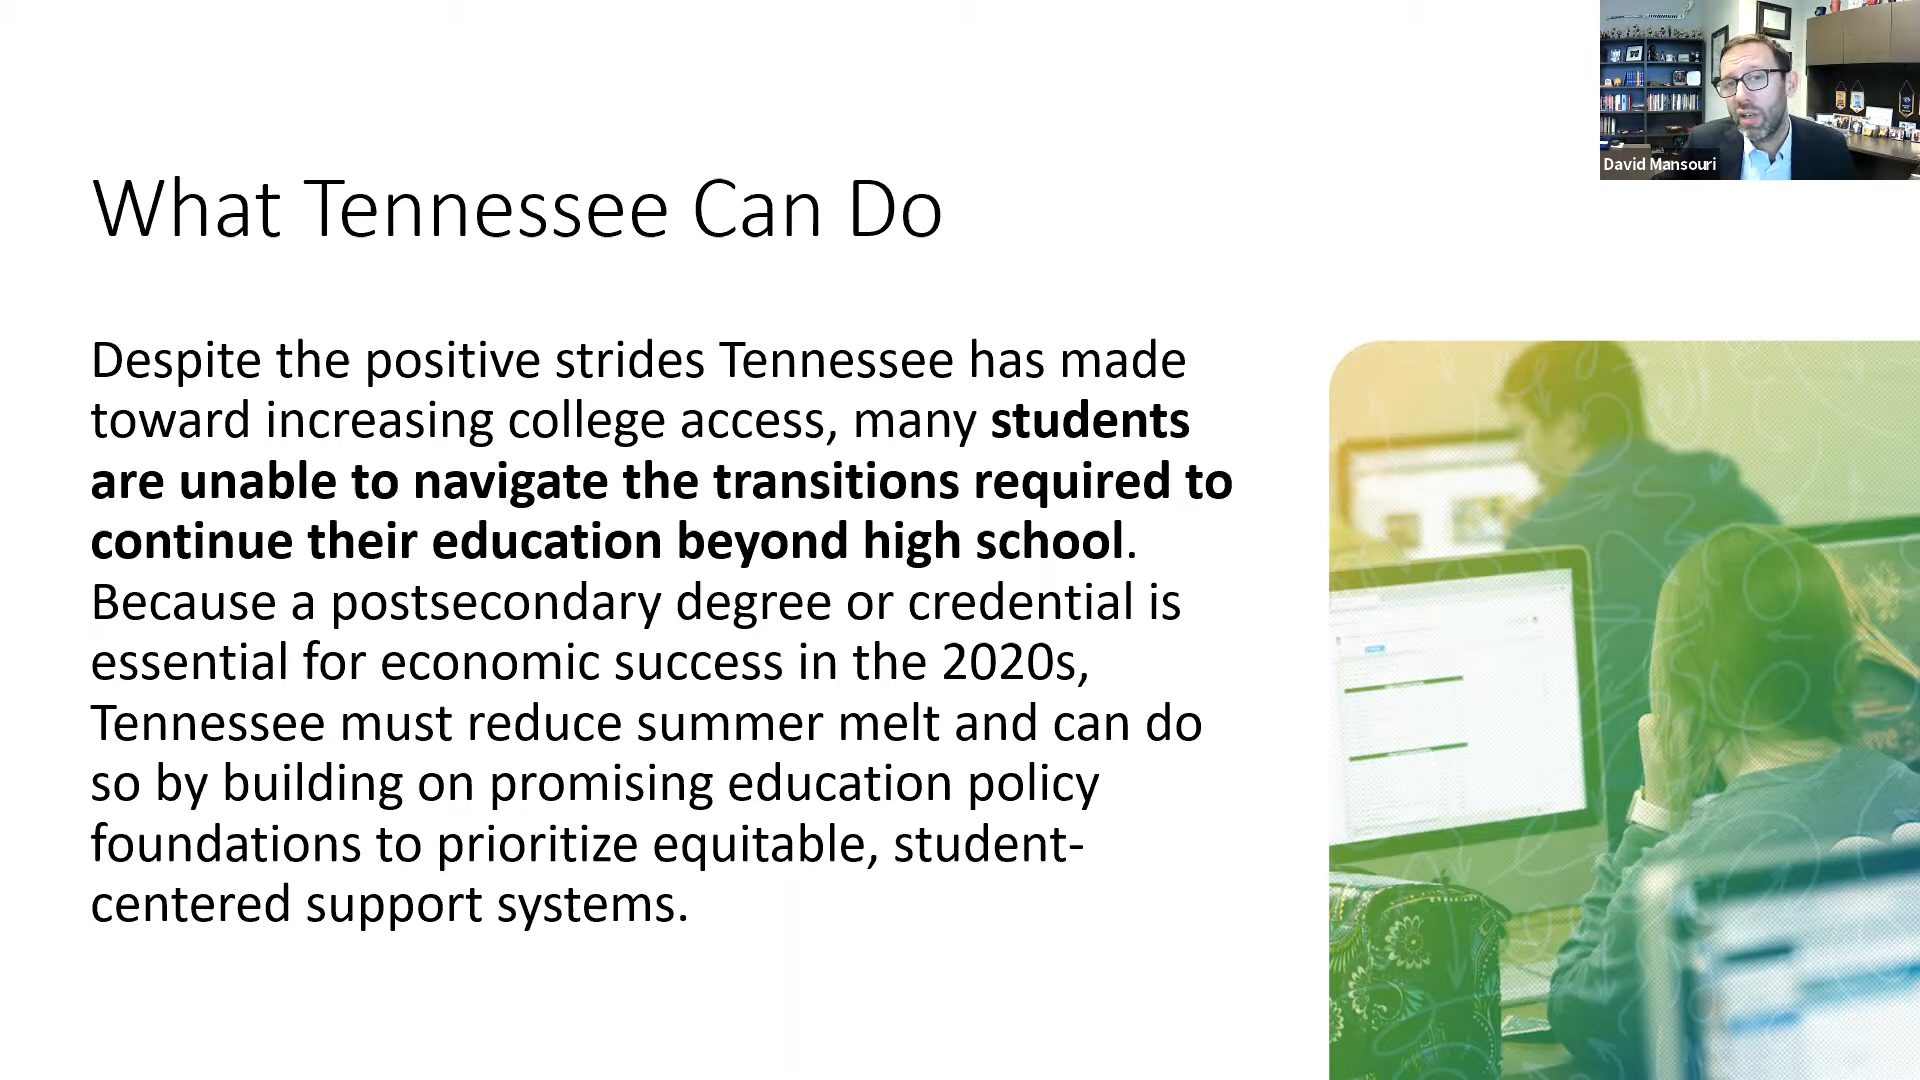 David Mansouri
What Tennessee Can Do
Despite the positive strides Tennessee has made
toward increasing college access, many students
are unable to navigate the transitions required to
continue their education beyond high school.
Because a postsecondary degree or credential is
essential for economic success in the 2020s,
Tennessee must reduce summer melt and can do
so by building on promising education policy
foundations to prioritize equitable, student-
centered support systems.